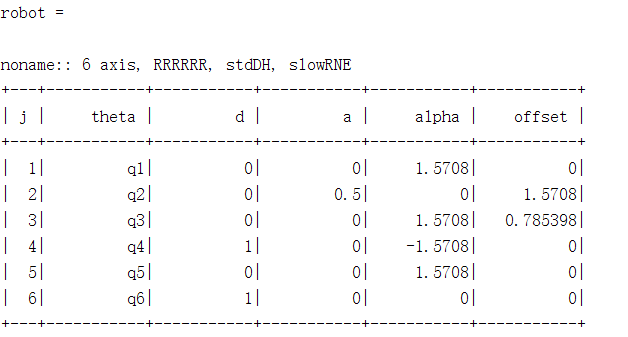 robot =
noname:: 6 axis, RRRRRR, stdDH, slowRNE
+---+-----------+-----------+-----------+-----------+-----------+
| j |     theta |         d |         a |     alpha |    offset |
+---+-----------+-----------+-----------+-----------+-----------+
|  1|         q1|          0|          0|     1.5708|          0|
|  2|         q2|          0|        0.5|          0|     1.5708|
|  3|         q3|          0|          0|     1.5708|   0.785398|
|  4|         q4|          1|          0|    -1.5708|          0|
|  5|         q5|          0|          0|     1.5708|          0|
|  6|         q6|          1|          0|          0|          0|
+---+-----------+-----------+-----------+-----------+-----------+